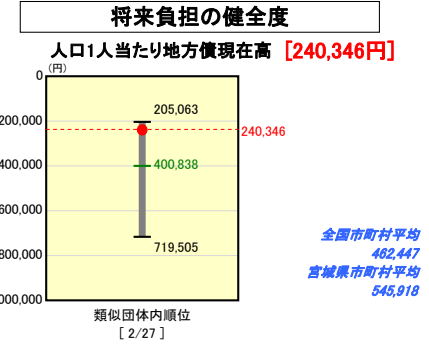 将来負担の健全度
人口1人当たり地方債現在高 [240,346円]
(円)
0
200,000
400,000
600,000
800,000
000,000
205,063
240,346
400,838
719,505
全国市町村平均
462,447
宮城県市町村平均
545,918
類似団体内順位
[ 2/27 ]